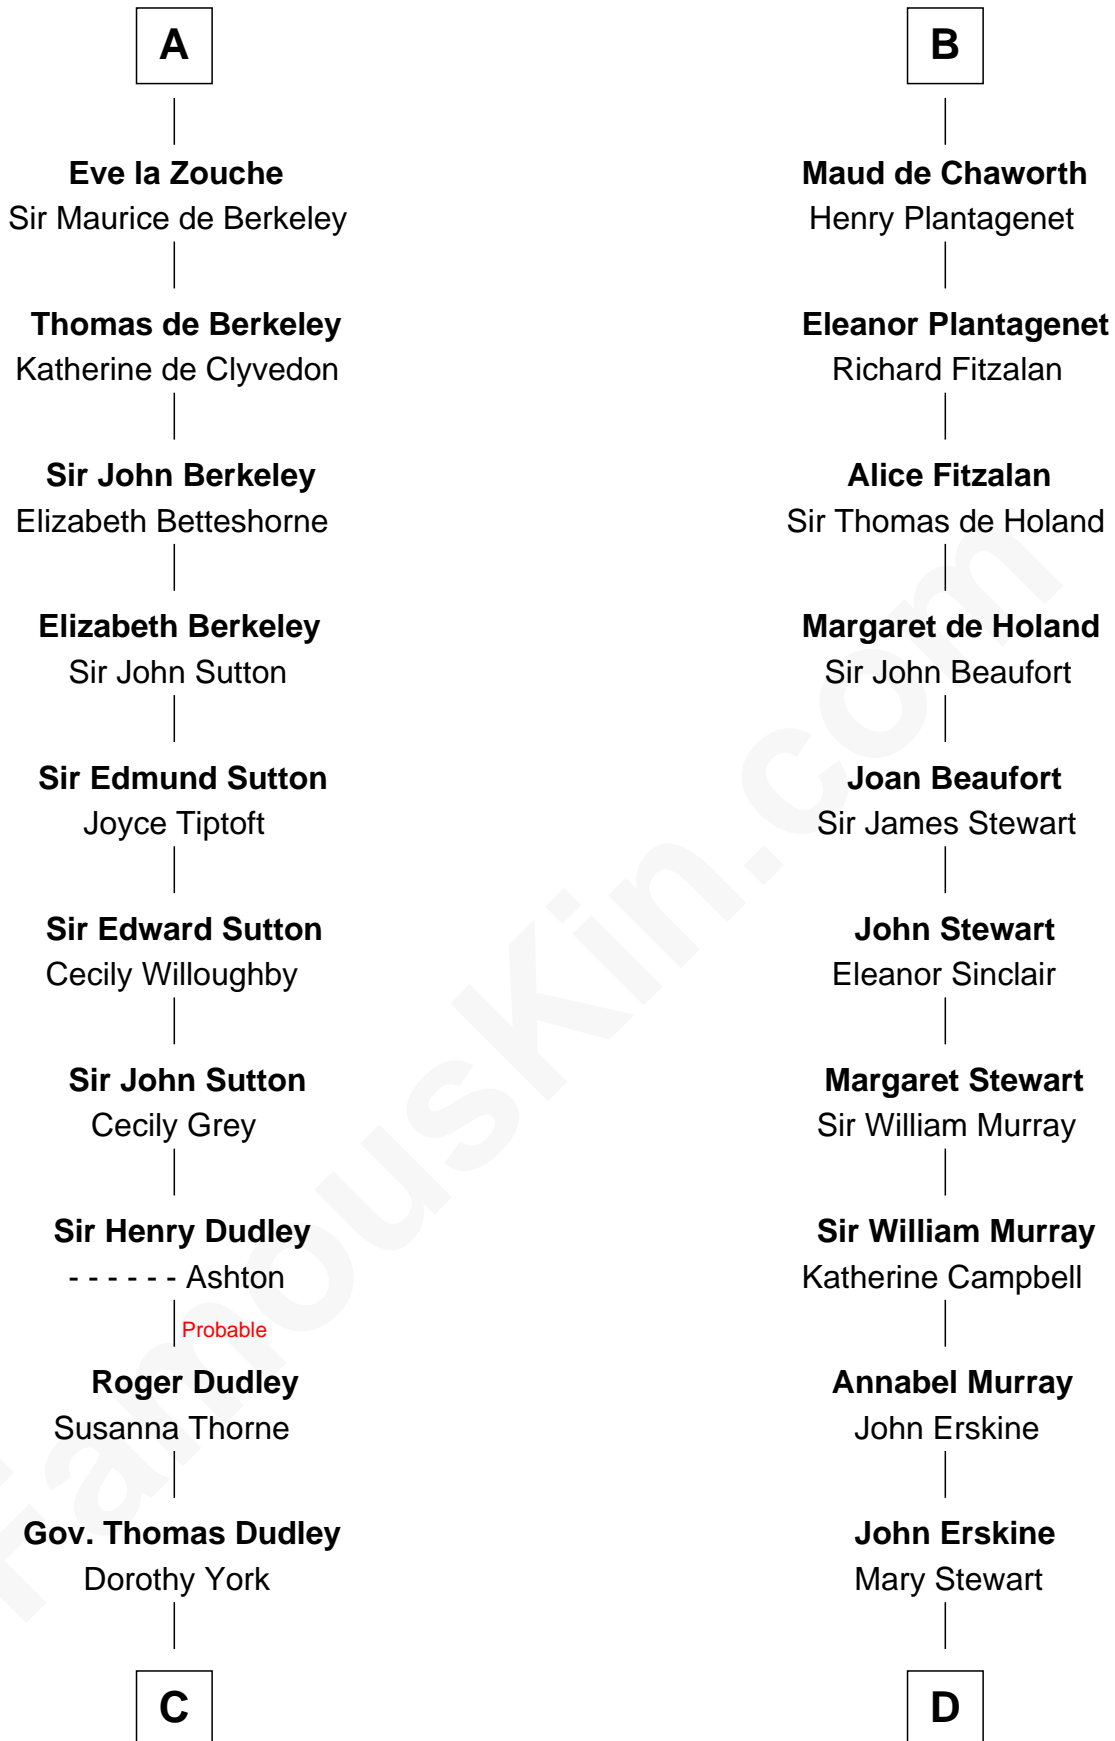 A
Eve la Zouche
Sir Maurice de Berkeley
Thomas de Berkeley
Katherine de Clyvedon
Sir John Berkeley
Elizabeth Betteshorne
Elizabeth Berkeley
Sir John Sutton
Sir Edmund Sutton
Joyce Tiptoft
Sir Edward Sutton
Cecily Willoughby
Sir John Sutton
Cecily Grey
Sir Henry Dudley
- - - - - - Ashton
Probable
Roger Dudley
Susanna Thorne
Gov. Thomas Dudley
Dorothy York
C
B
Maud de Chaworth
Henry Plantagenet
Eleanor Plantagenet
Richard Fitzalan
Alice Fitzalan
Sir Thomas de Holand
Margaret de Holand
Sir John Beaufort
Joan Beaufort
Sir James Stewart
John Stewart
Eleanor Sinclair
Margaret Stewart
Sir William Murray
Sir William Murray
Katherine Campbell
Annabel Murray
John Erskine
John Erskine
Mary Stewart
D
FamousKin.com